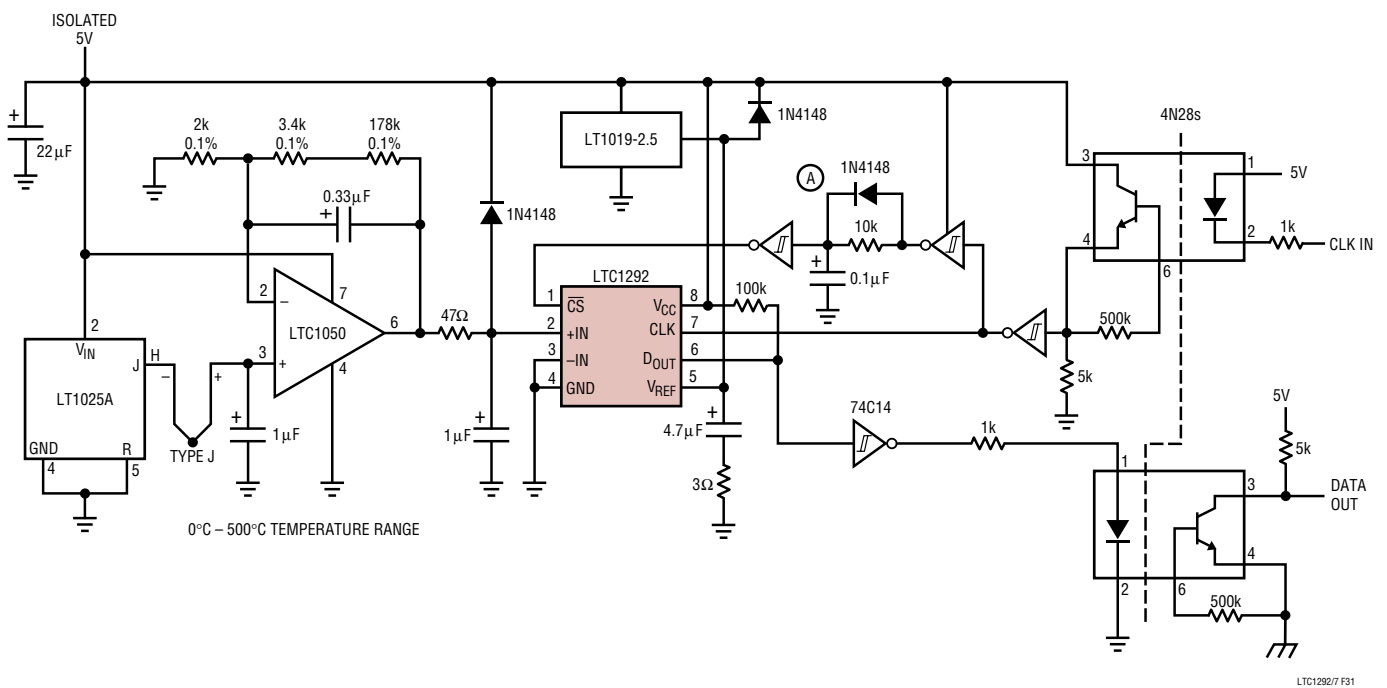 ISOLATED
5V
+
22µF
2k
0.1%
3.4k
0.1%
178k
0.1%
0.33µF
+
1N4148
LT1019-2.5
1N4148
A
1N4148
10k
+
0.1µF
4N28s
3
1
5V
4
2
1k
CLK IN
6
2
VIN
J
H
–
+
LT1025A
GND
R
4
5
TYPE J
+
1µF
2
–
7
LTC1050
6
3
+
4
47Ω
+
1µF
LTC1292
1
CS
VCC
8
100k
2
+IN
CLK
7
3
–IN
DOUT
6
4
GND
VREF
5
500k
5k
+
4.7µF
3Ω
74C14
1k
5V
5k
1
3
DATA
OUT
4
2
6
500k
0°C – 500°C TEMPERATURE RANGE
LTC1292/7 F31